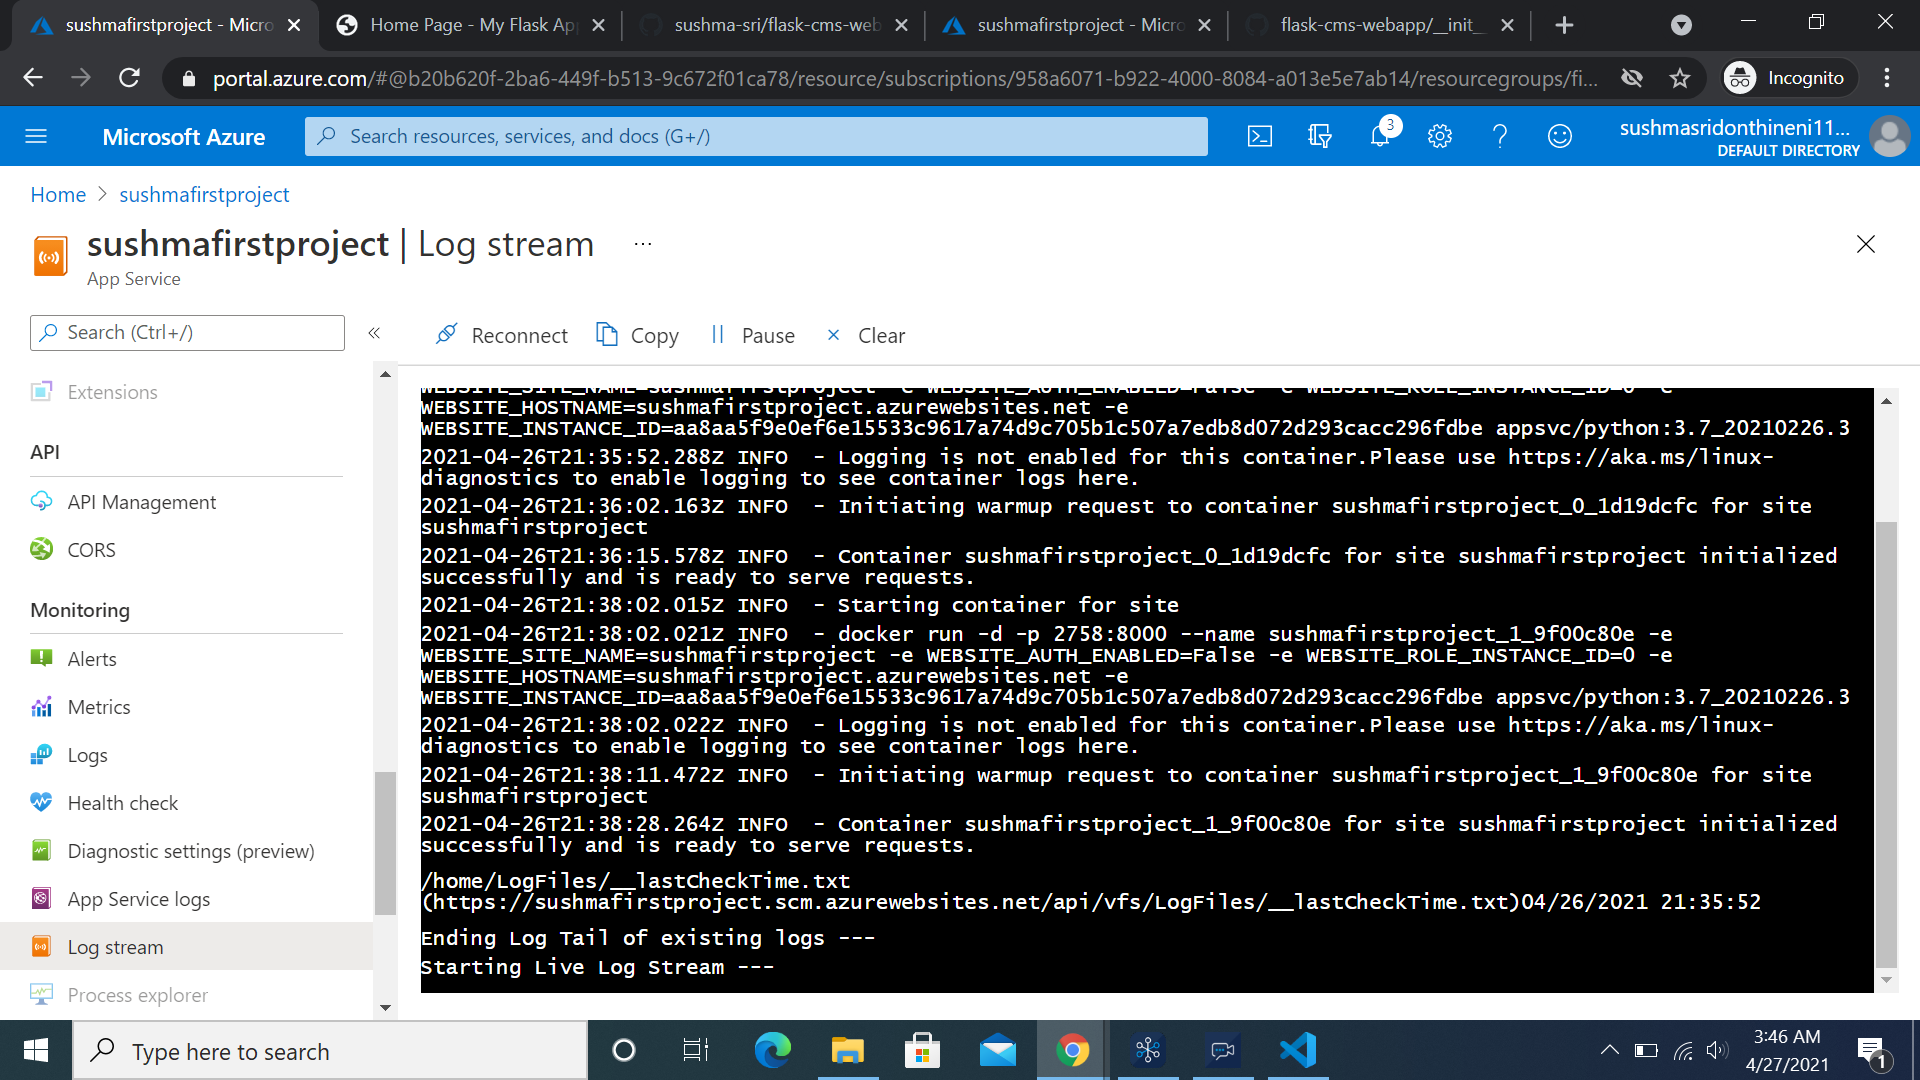 sushmafirstproject - Micro
Home Page - My Flask Ap
sushma-sri/flask-cms-web
sushmafirstproject - Micro
flask-cms-webapp/__init__
portal.azure.com/#@b20b620f-2ba6-449f-b513-9c672f01ca78/resource/subscriptions/958a6071-b922-4000-8084-a013e5e7ab14/resourcegroups/fi...
Incognito
Microsoft Azure
Search resources, services, and docs (G+/)
3
sushmasridonthineni11...
DEFAULT DIRECTORY
Home > sushmafirstproject
sushmafirstproject | Log stream ...
App Service
Search (Ctrl+/)
«
Reconnect
Copy
Pause
Clear
Extensions
API
API Management
CORS
Monitoring
Alerts
Metrics
Logs
Health check
Diagnostic settings (preview)
App Service logs
Log stream
Process explorer
WEBSITE_SITE_NAME=sushmafirstproject -e WEBSITE_AUTH_ENABLED=False -e WEBSITE_ROLE_INSTANCE_ID=0 -e
WEBSITE_HOSTNAME=sushmafirstproject.azurewebsites.net -e
WEBSITE_INSTANCE_ID=aa8aa5f9e0ef6e15533c9617a74d9c705b1c507a7edb8d072d293cacc296fdbe appsvc/python:3.7_20210226.3
2021-04-26T21:35:52.288Z INFO  - Logging is not enabled for this container.Please use https://aka.ms/linux-
diagnostics to enable logging to see container logs here.
2021-04-26T21:36:02.163Z INFO  - Initiating warmup request to container sushmafirstproject_0_1d19dcfc for site
sushmafirstproject
2021-04-26T21:36:15.578Z INFO  - Container sushmafirstproject_0_1d19dcfc for site sushmafirstproject initialized
successfully and is ready to serve requests.
2021-04-26T21:38:02.015Z INFO  - Starting container for site
2021-04-26T21:38:02.021Z INFO  - docker run -d -p 2758:8000 --name sushmafirstproject_1_9f00c80e -e
WEBSITE_SITE_NAME=sushmafirstproject -e WEBSITE_AUTH_ENABLED=False -e WEBSITE_ROLE_INSTANCE_ID=0 -e
WEBSITE_HOSTNAME=sushmafirstproject.azurewebsites.net -e
WEBSITE_INSTANCE_ID=aa8aa5f9e0ef6e15533c9617a74d9c705b1c507a7edb8d072d293cacc296fdbe appsvc/python:3.7_20210226.3
2021-04-26T21:38:02.022Z INFO  - Logging is not enabled for this container.Please use https://aka.ms/linux-
diagnostics to enable logging to see container logs here.
2021-04-26T21:38:11.472Z INFO  - Initiating warmup request to container sushmafirstproject_1_9f00c80e for site
sushmafirstproject
2021-04-26T21:38:28.264Z INFO  - Container sushmafirstproject_1_9f00c80e for site sushmafirstproject initialized
successfully and is ready to serve requests.
/home/LogFiles/__lastCheckTime.txt
(https://sushmafirstproject.scm.azurewebsites.net/api/vfs/LogFiles/__lastCheckTime.txt)04/26/2021 21:35:52
Ending Log Tail of existing logs ---
Starting Live Log Stream ---
Type here to search
3:46 AM
4/27/2021
1